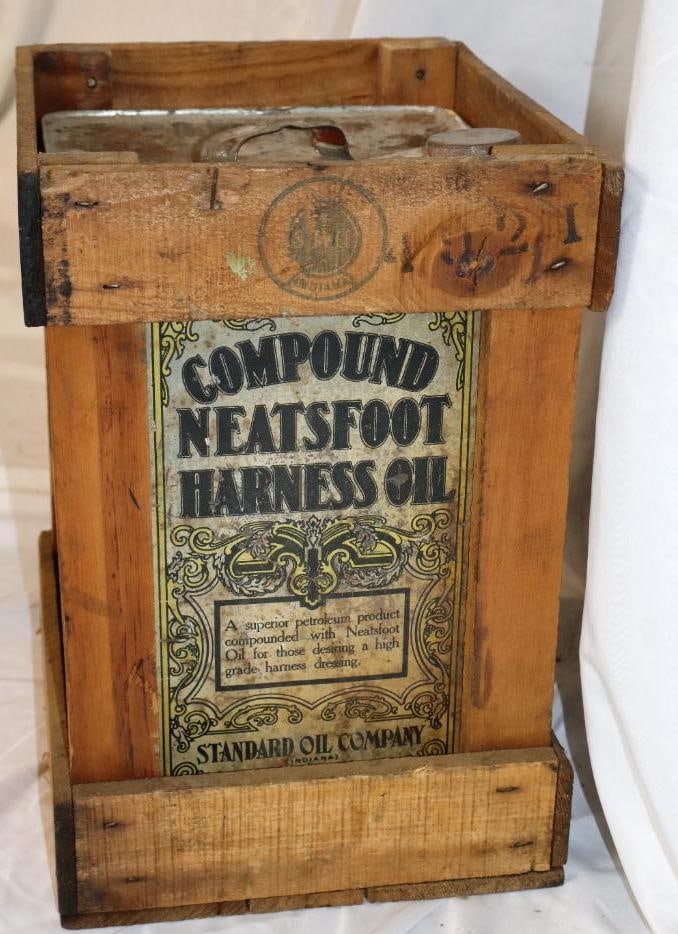 INDIANA
COMPOUND
NEATSFOOT
HARNESS OIL
A superior petroleum product
compounded with Neatsfoot
Oil for those desiring a high
grade harness dressing.
STANDARD OIL COMPANY
(INDIANA)